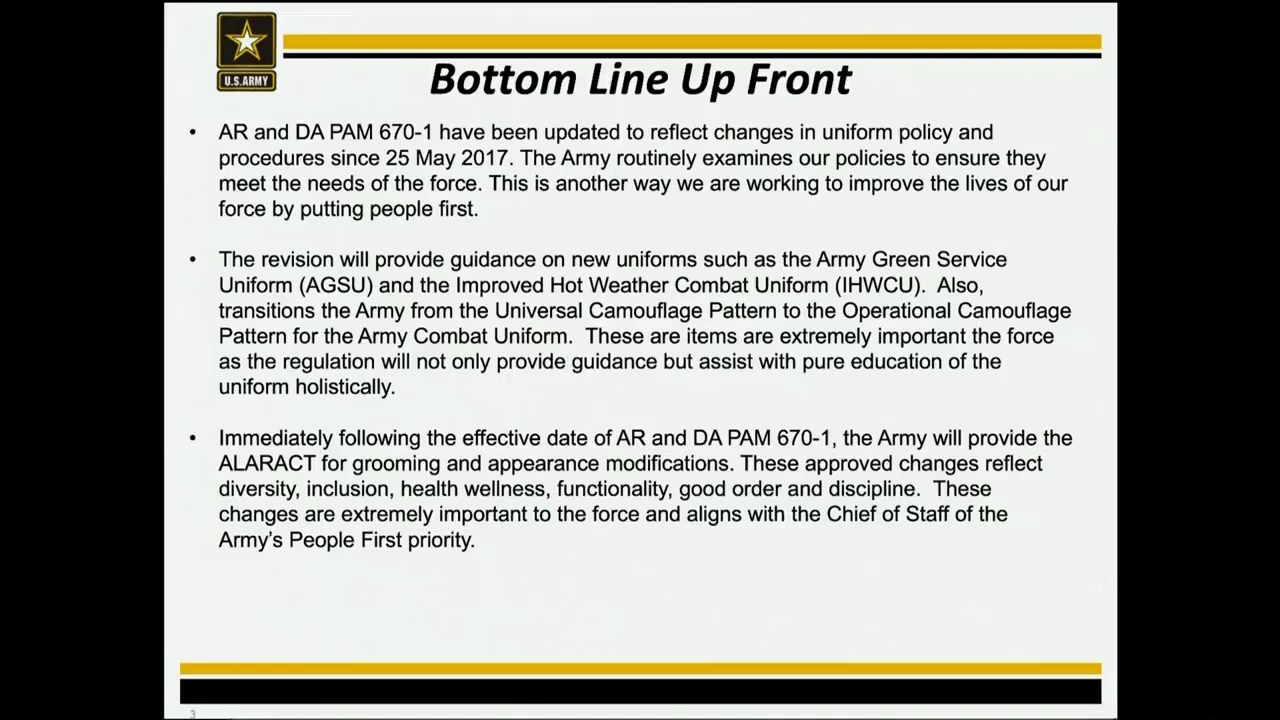 U.S.ARMY
Bottom Line Up Front
• AR and DA PAM 670-1 have been updated to reflect changes in uniform policy and
procedures since 25 May 2017. The Army routinely examines our policies to ensure they
meet the needs of the force. This is another way we are working to improve the lives of our
force by putting people first.
• The revision will provide guidance on new uniforms such as the Army Green Service
Uniform (AGSU) and the Improved Hot Weather Combat Uniform (IHWCU). Also,
transitions the Army from the Universal Camouflage Pattern to the Operational Camouflage
Pattern for the Army Combat Uniform. These are items are extremely important the force
as the regulation will not only provide guidance but assist with pure education of the
uniform holistically.
• Immediately following the effective date of AR and DA PAM 670-1, the Army will provide the
ALARACT for grooming and appearance modifications. These approved changes reflect
diversity, inclusion, health wellness, functionality, good order and discipline. These
changes are extremely important to the force and aligns with the Chief of Staff of the
Army's People First priority.
3